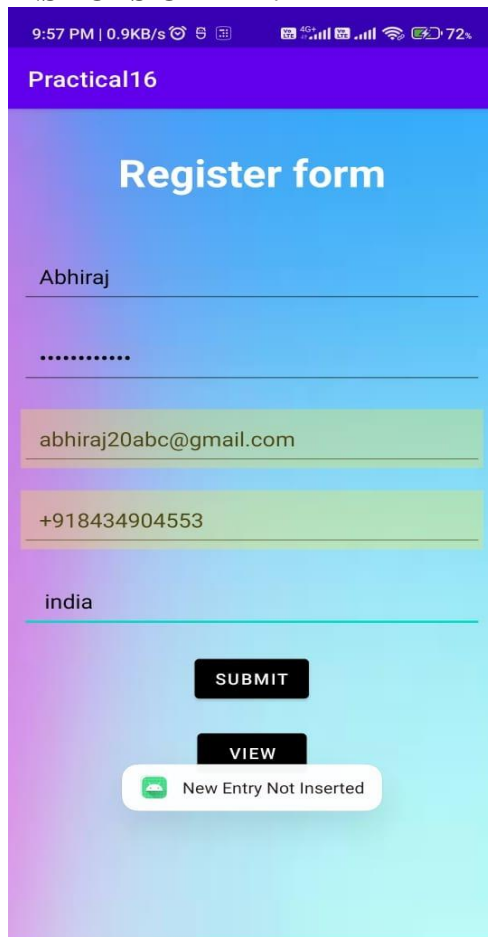 9:57 PM | 0.9KB/s 4G+ 72%
Practical16
Register form
Abhiraj
••••••••••••
abhiraj20abc@gmail.com
+918434904553
india
SUBMIT
VIEW
New Entry Not Inserted